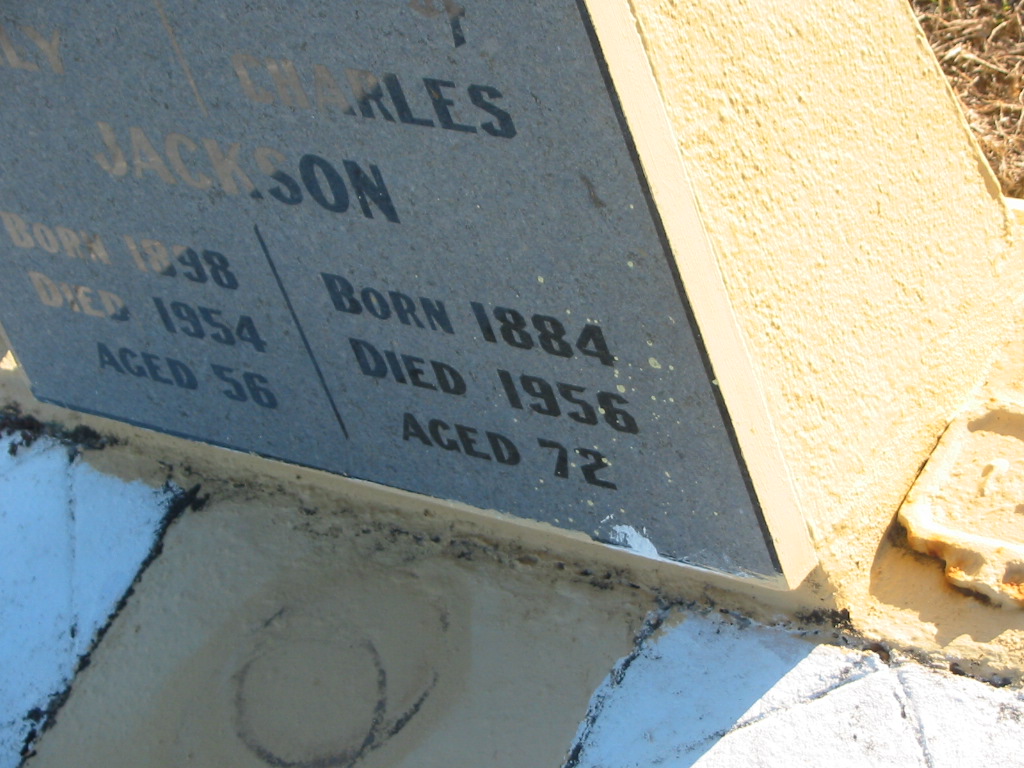 CHARLES
JACKSON
BORN 1898
DIED 1954
AGED 56
BORN 1884
DIED 1956
AGED 72